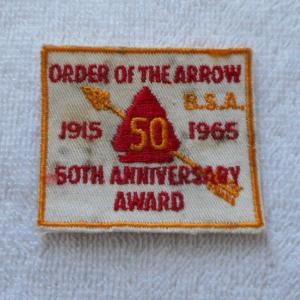 ORDER OF THE ARROW
B.S.A.
1915 50 1965
50TH ANNIVERSARY
AWARD